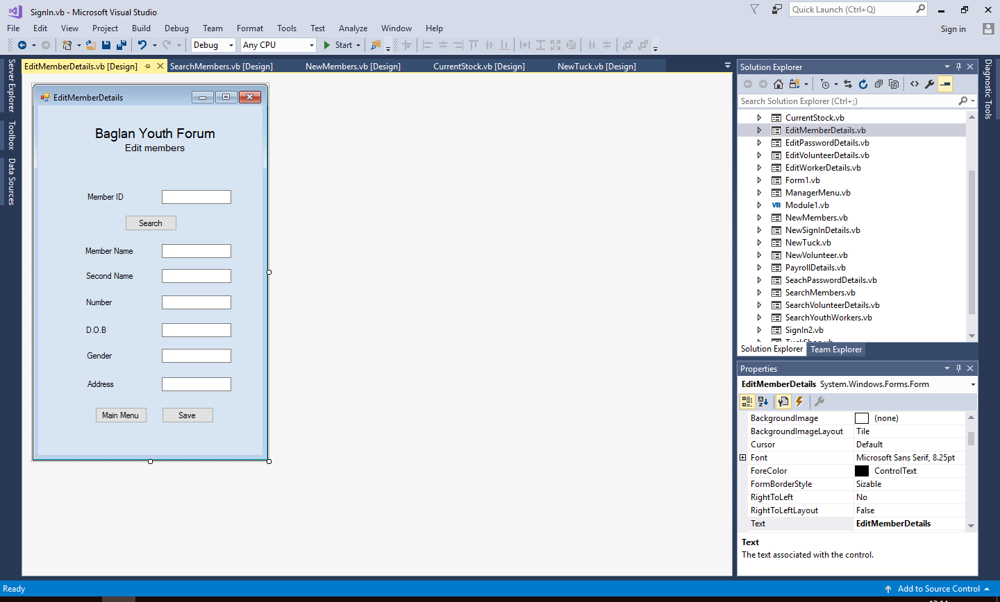 SignIn.vb - Microsoft Visual Studio
Quick Launch (Ctrl+Q)
File Edit View Project Build Debug Team Format Tools Test Analyze Window Help
Sign in
Debug Any CPU Start
Server Explorer
Toolbox
Data Sources
EditMemberDetails.vb [Design] SearchMembers.vb [Design] NewMembers.vb [Design] CurrentStock.vb [Design] NewTuck.vb [Design]
EditMemberDetails
Baglan Youth Forum
Edit members
Member ID
Search
Member Name
Second Name
Number
D.O.B
Gender
Address
Main Menu Save
Solution Explorer
Search Solution Explorer (Ctrl+;)
CurrentStock.vb
EditMemberDetails.vb
EditPasswordDetails.vb
EditVolunteerDetails.vb
EditWorkerDetails.vb
Form1.vb
ManagerMenu.vb
VB Module1.vb
NewMembers.vb
NewSignInDetails.vb
NewTuck.vb
NewVolunteer.vb
PayrollDetails.vb
SeachPasswordDetails.vb
SearchMembers.vb
SearchVolunteerDetails.vb
SearchYouthWorkers.vb
SignIn2.vb
Solution Explorer Team Explorer
Properties
EditMemberDetails System.Windows.Forms.Form
BackgroundImage (none)
BackgroundImageLayout Tile
Cursor Default
Font Microsoft Sans Serif, 8.25pt
ForeColor ControlText
FormBorderStyle Sizable
RightToLeft No
RightToLeftLayout False
Text EditMemberDetails
Text
The text associated with the control.
Diagnostic Tools
Ready
Add to Source Control